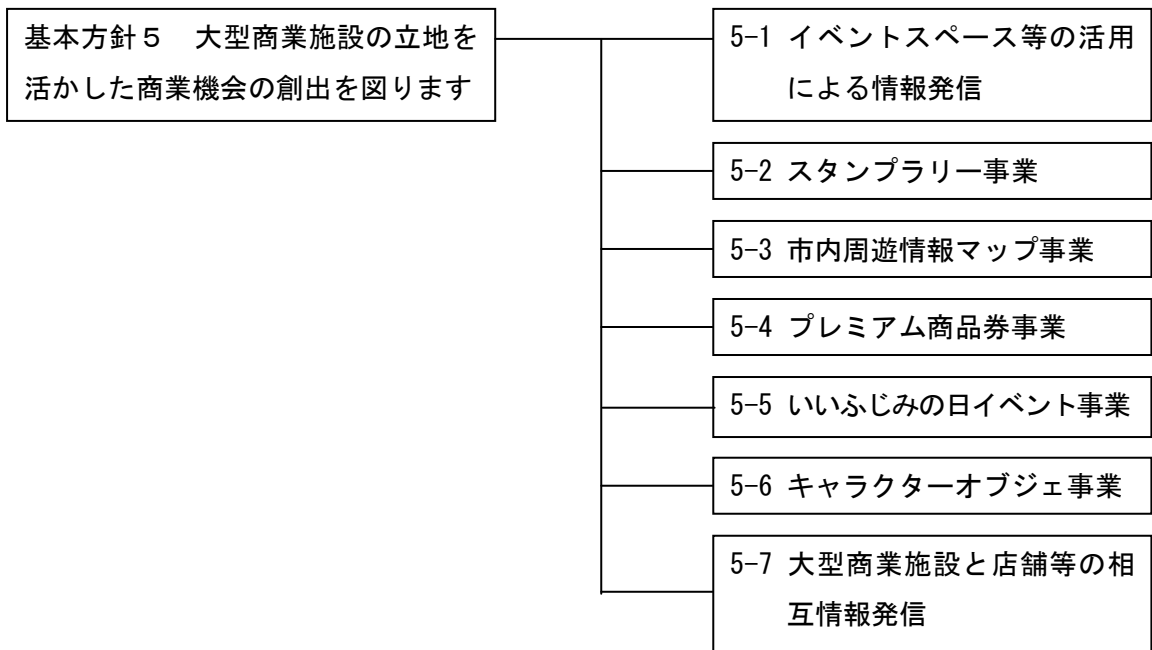 基本方針５　大型商業施設の立地を
活かした商業機会の創出を図ります
5-1 イベントスペース等の活用
による情報発信
5-2 スタンプラリー事業
5-3 市内周遊情報マップ事業
5-4 プレミアム商品券事業
5-5 いいふじみの日イベント事業
5-6 キャラクターオブジェ事業
5-7 大型商業施設と店舗等の相
互情報発信